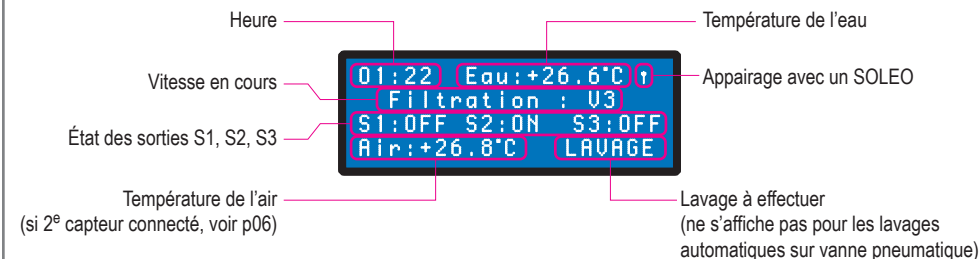 Heure
Température de l’eau
01:22 Eau:+26.6°C
Appairage avec un SOLEO
Vitesse en cours
Filtration : V3
État des sorties S1, S2, S3
S1:OFF S2:ON S3:OFF
Air:+26.8°C LAVAGE
Température de l’air
(si 2e capteur connecté, voir p06)
Lavage à effectuer
(ne s’affiche pas pour les lavages
automatiques sur vanne pneumatique)